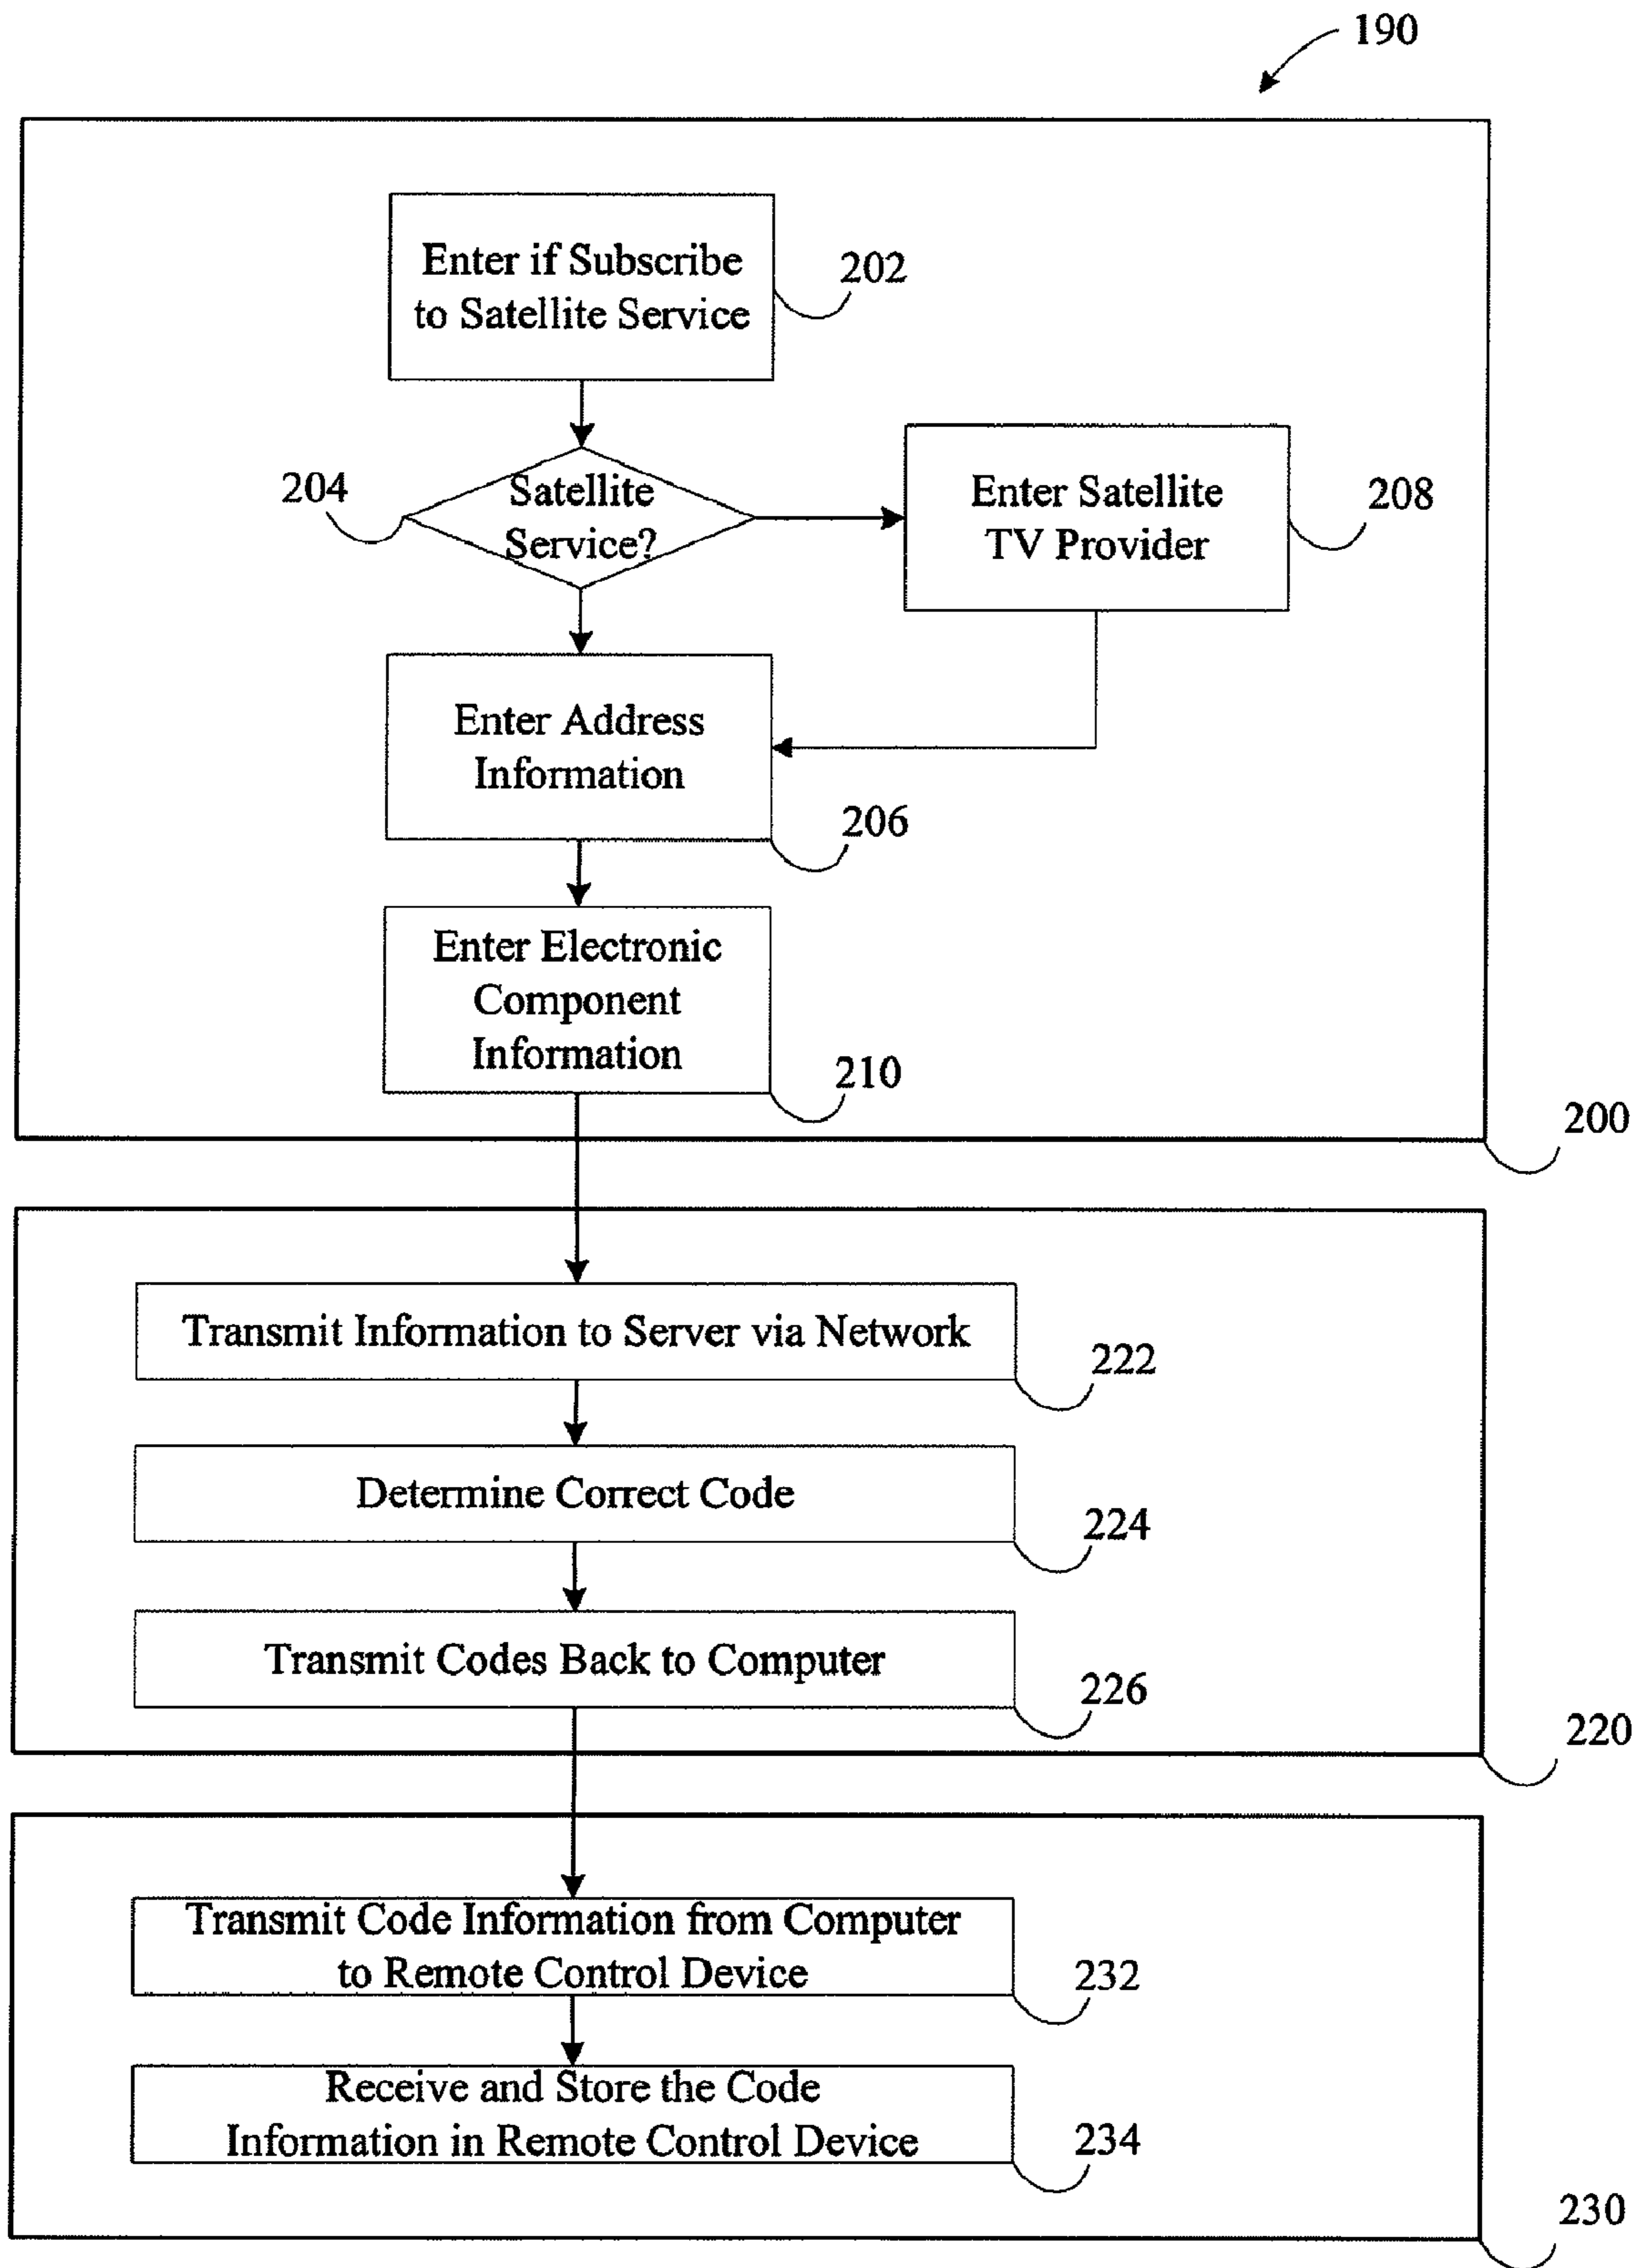 190
Enter if Subscribe
to Satellite Service
202
204
Satellite
Service?
Enter Satellite
TV Provider
208
Enter Address
Information
206
Enter Electronic
Component
Information
210
200
Transmit Information to Server via Network
222
Determine Correct Code
224
Transmit Codes Back to Computer
226
220
Transmit Code Information from Computer
to Remote Control Device
232
Receive and Store the Code
Information in Remote Control Device
234
230